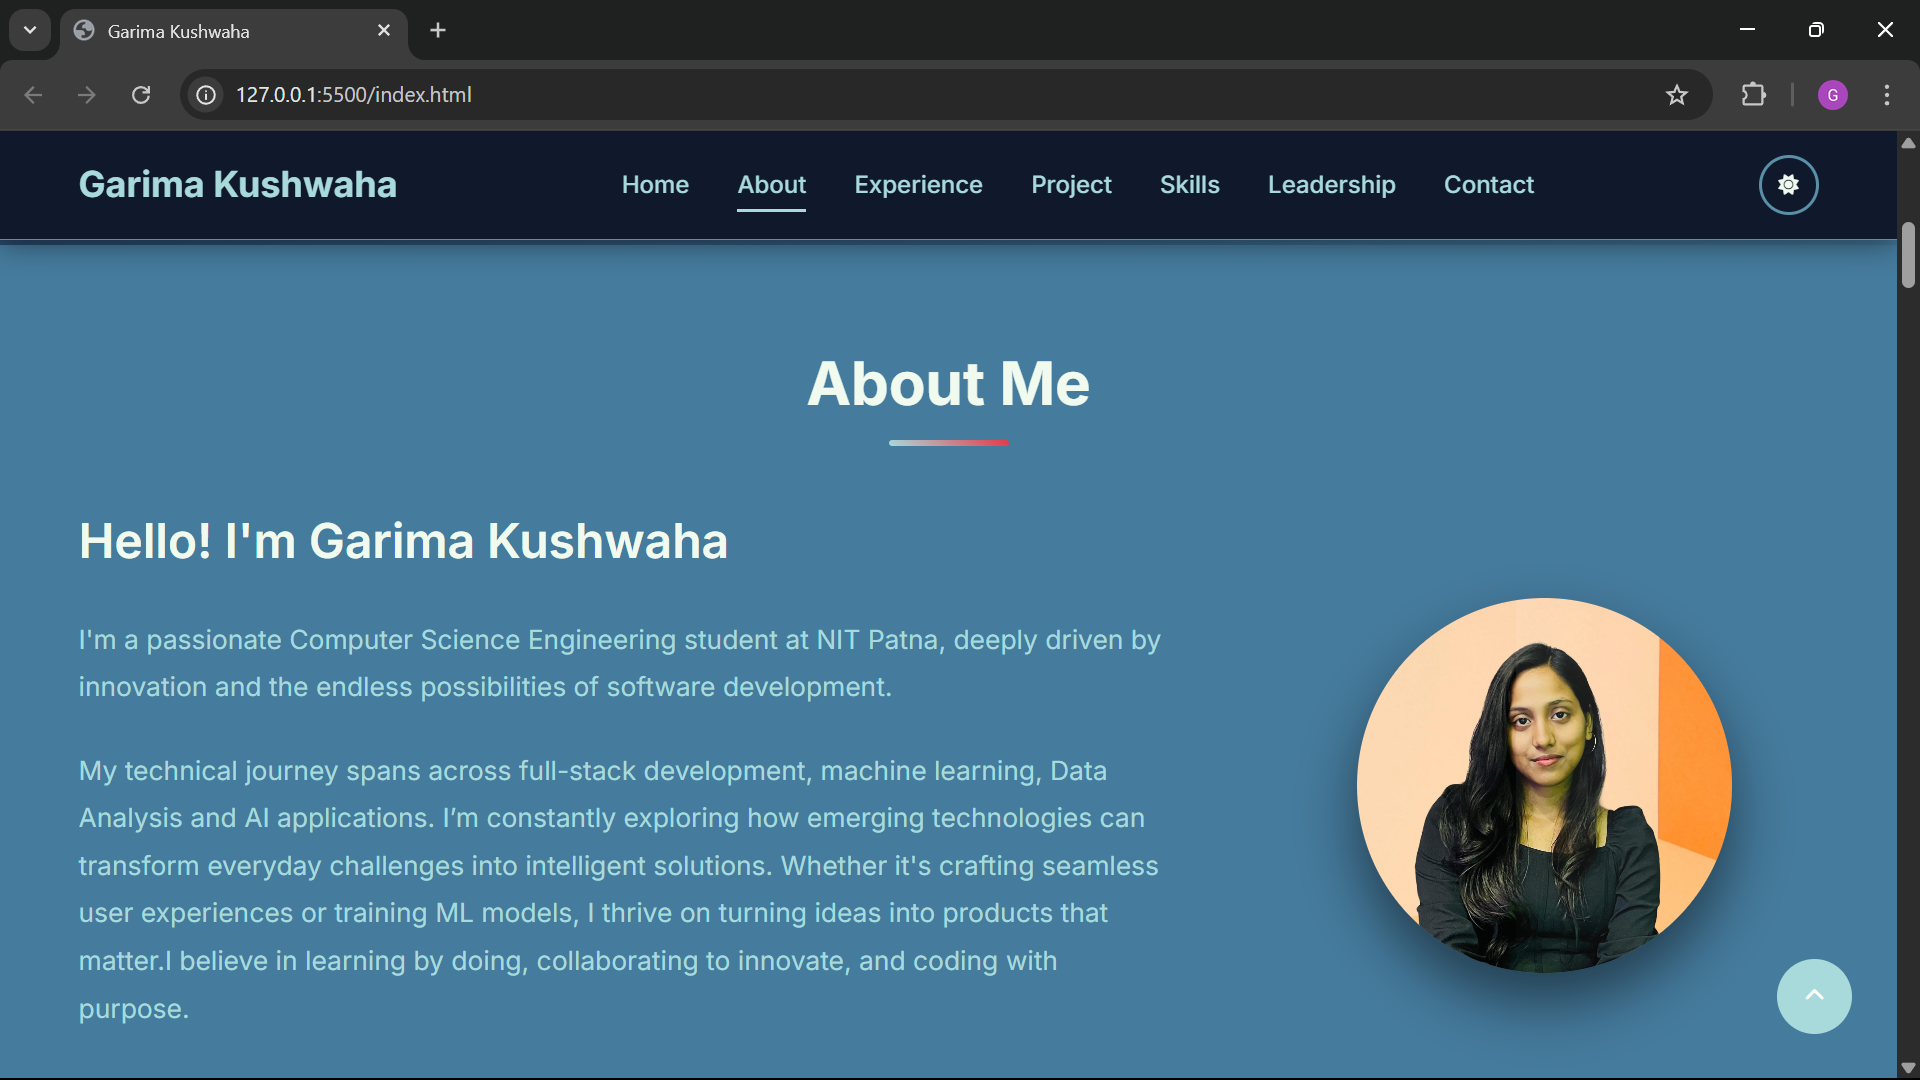 Garima Kushwaha
127.0.0.1:5500/index.html
G
Garima Kushwaha
Home About Experience Project Skills Leadership Contact
About Me
Hello! I'm Garima Kushwaha
I'm a passionate Computer Science Engineering student at NIT Patna, deeply driven by
innovation and the endless possibilities of software development.
My technical journey spans across full-stack development, machine learning, Data
Analysis and AI applications. I’m constantly exploring how emerging technologies can
transform everyday challenges into intelligent solutions. Whether it's crafting seamless
user experiences or training ML models, I thrive on turning ideas into products that
matter.I believe in learning by doing, collaborating to innovate, and coding with
purpose.